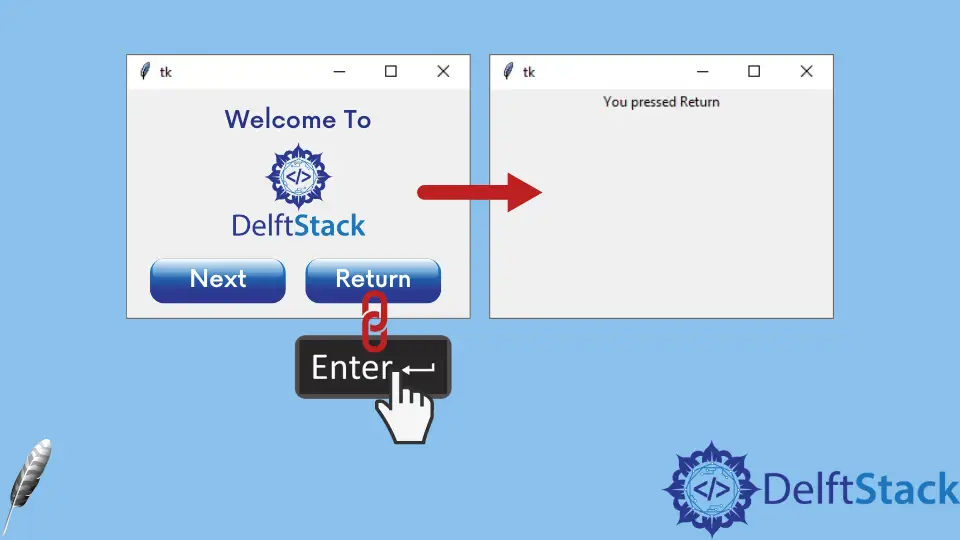 tk
Welcome To
</>
DelftStack
Next
Return
tk
You pressed Return
Enter
</>
DelftStack